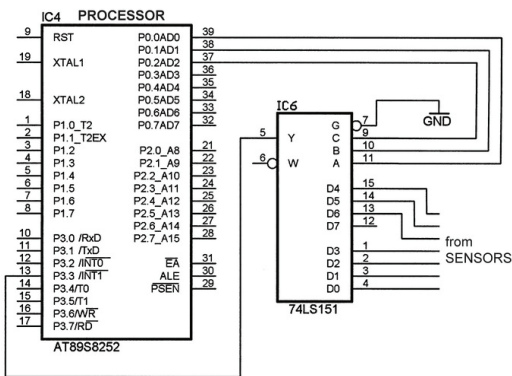 IC4 PROCESSOR
9 RST P0.0AD0 39
P0.1AD1 38
19 XTAL1 P0.2AD2 37
P0.3AD3 36
P0.4AD4 35
18 XTAL2 P0.5AD5 34
P0.6AD6 33
P0.7AD7 32
1 P1.0_T2
2 P1.1_T2EX
3 P1.2 P2.0_A8 21
4 P1.3 P2.1_A9 22
5 P1.4 P2.2_A10 23
6 P1.5 P2.3_A11 24
7 P1.6 P2.4_A12 25
8 P1.7 P2.5_A13 26
P2.6_A14 27
10 P3.0 /RxD P2.7_A15 28
11 P3.1 /TxD
12 P3.2 /INT0 EA 31
13 P3.3 /INT1 ALE 30
14 P3.4/T0 PSEN 29
15 P3.5/T1
16 P3.6/WR
17 P3.7/RD
AT89S8252
IC6
G 7 GND
5 Y C 9
B 10
6 W A 11
D4 15
D5 14
D6 13
D7 12
from
SENSORS
D3 1
D2 2
D1 3
D0 4
74LS151